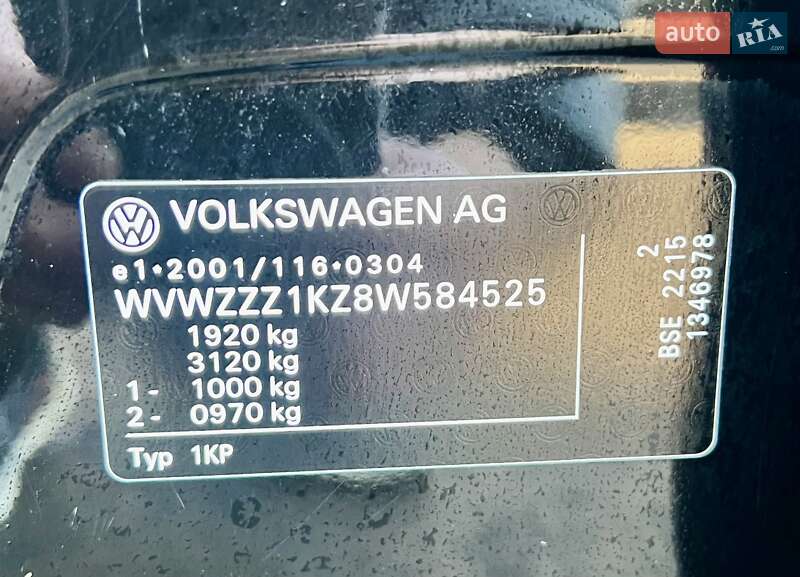 auto RIA .com
VOLKSWAGEN AG
e1*2001/116*0304
WVWZZZ1KZ8W584525
1920 kg
3120 kg
1- 1000 kg
2- 0970 kg
Typ 1KP
2
BSE 2215
1346978